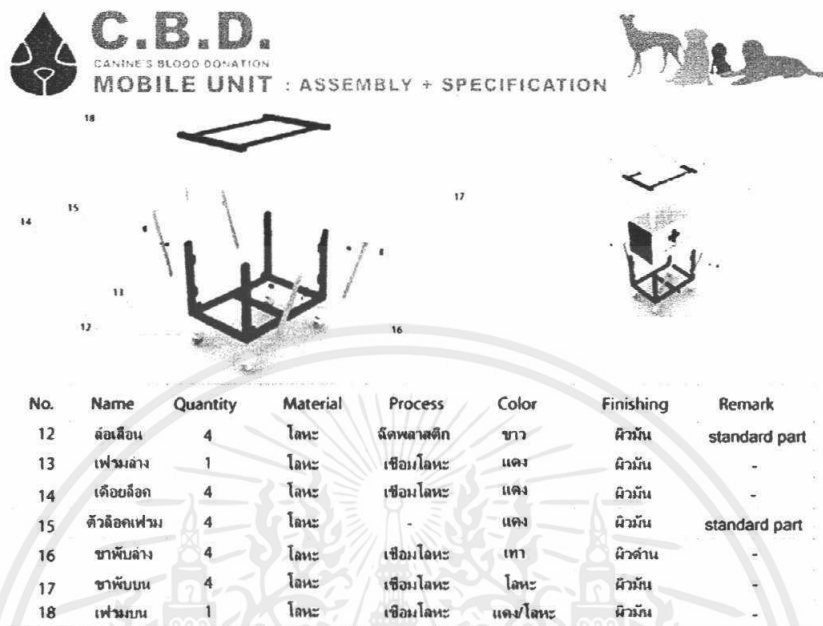 C.B.D.
CANINE'S BLOOD DONATION
MOBILE UNIT : ASSEMBLY + SPECIFICATION
18
17
15
14
6
8
13
12
16
No. Name Quantity Material Process Color Finishing Remark
12 ล้อเลื่อน 4 โลหะ ฉีดพลาสติก ขาว ผิวมัน standard part
13 เฟรมล่าง 1 โลหะ เชื่อมโลหะ แดง ผิวมัน -
14 เดือยล็อค 4 โลหะ เชื่อมโลหะ แดง ผิวมัน -
15 ตัวล็อคเฟรม 4 โลหะ - แดง ผิวมัน standard part
16 ขาพับล่าง 4 โลหะ เชื่อมโลหะ เทา ผิวด้าน -
17 ขาพับบน 4 โลหะ เชื่อมโลหะ โลหะ ผิวมัน -
18 เฟรมบน 1 โลหะ เชื่อมโลหะ แดง/โลหะ ผิวมัน -